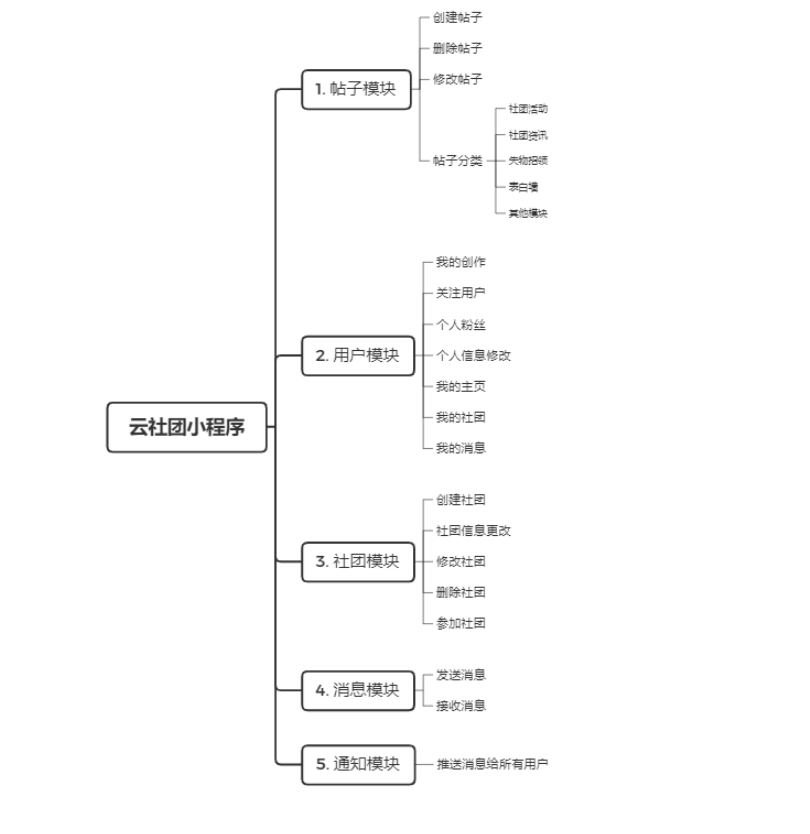 云社团小程序
1. 帖子模块
创建帖子
删除帖子
修改帖子
帖子分类
社团活动
社团资讯
失物招领
表白墙
其他模块
2. 用户模块
我的创作
关注用户
个人粉丝
个人信息修改
我的主页
我的社团
我的消息
3. 社团模块
创建社团
社团信息更改
修改社团
删除社团
参加社团
4. 消息模块
发送消息
接收消息
5. 通知模块
推送消息给所有用户